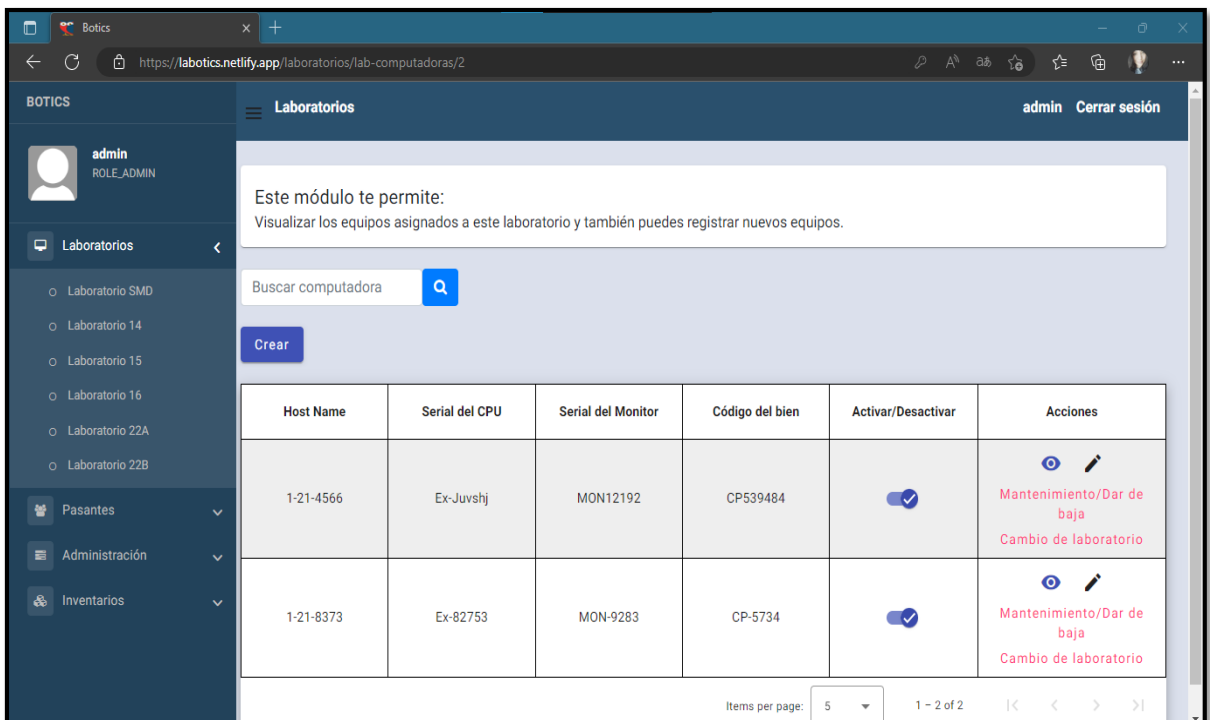 Botics
https://labotics.netlify.app/laboratorios/lab-computadoras/2
BOTICS
Laboratorios
admin Cerrar sesión
admin
ROLE_ADMIN
Este módulo te permite:
Visualizar los equipos asignados a este laboratorio y también puedes registrar nuevos equipos.
Laboratorios
Laboratorio SMD
Laboratorio 14
Laboratorio 15
Laboratorio 16
Laboratorio 22A
Laboratorio 22B
Pasantes
Administración
Inventarios
Buscar computadora
Crear
Host Name Serial del CPU Serial del Monitor Código del bien Activar/Desactivar Acciones
1-21-4566 Ex-Juvshj MON12192 CP539484
Mantenimiento/Dar de
baja
Cambio de laboratorio
1-21-8373 Ex-82753 MON-9283 CP-5734
Mantenimiento/Dar de
baja
Cambio de laboratorio
Items per page: 5 1 – 2 of 2